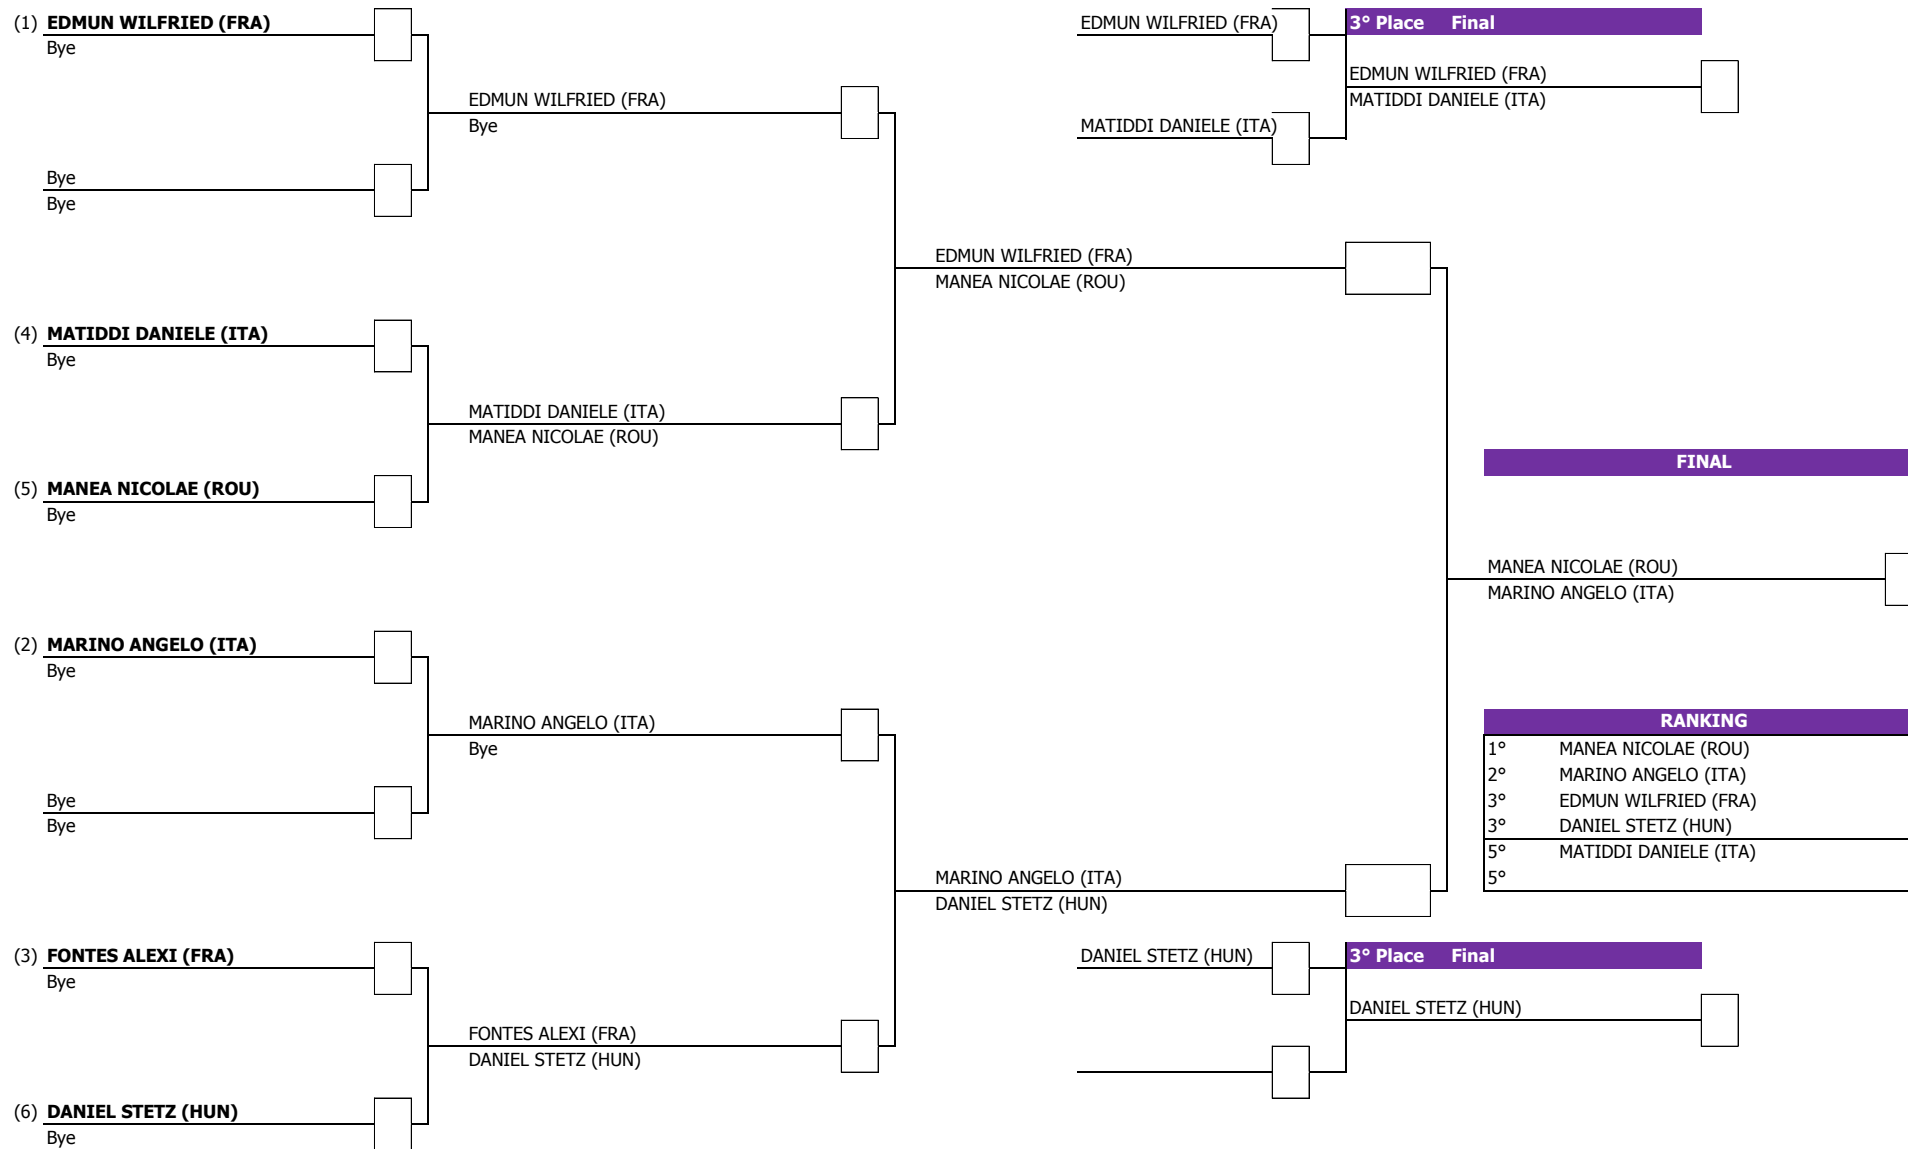 (1) EDMUN WILFRIED (FRA)
Bye
EDMUN WILFRIED (FRA)
Bye
Bye
Bye
EDMUN WILFRIED (FRA)
MANEA NICOLAE (ROU)
(4) MATIDDI DANIELE (ITA)
Bye
MATIDDI DANIELE (ITA)
MANEA NICOLAE (ROU)
(5) MANEA NICOLAE (ROU)
Bye
EDMUN WILFRIED (FRA)
3° Place Final
EDMUN WILFRIED (FRA)
MATIDDI DANIELE (ITA)
MATIDDI DANIELE (ITA)
FINAL
MANEA NICOLAE (ROU)
MARINO ANGELO (ITA)
(2) MARINO ANGELO (ITA)
Bye
MARINO ANGELO (ITA)
Bye
Bye
Bye
MARINO ANGELO (ITA)
DANIEL STETZ (HUN)
(3) FONTES ALEXI (FRA)
Bye
FONTES ALEXI (FRA)
DANIEL STETZ (HUN)
(6) DANIEL STETZ (HUN)
Bye
RANKING
1° MANEA NICOLAE (ROU)
2° MARINO ANGELO (ITA)
3° EDMUN WILFRIED (FRA)
3° DANIEL STETZ (HUN)
5° MATIDDI DANIELE (ITA)
5°
DANIEL STETZ (HUN)
3° Place Final
DANIEL STETZ (HUN)